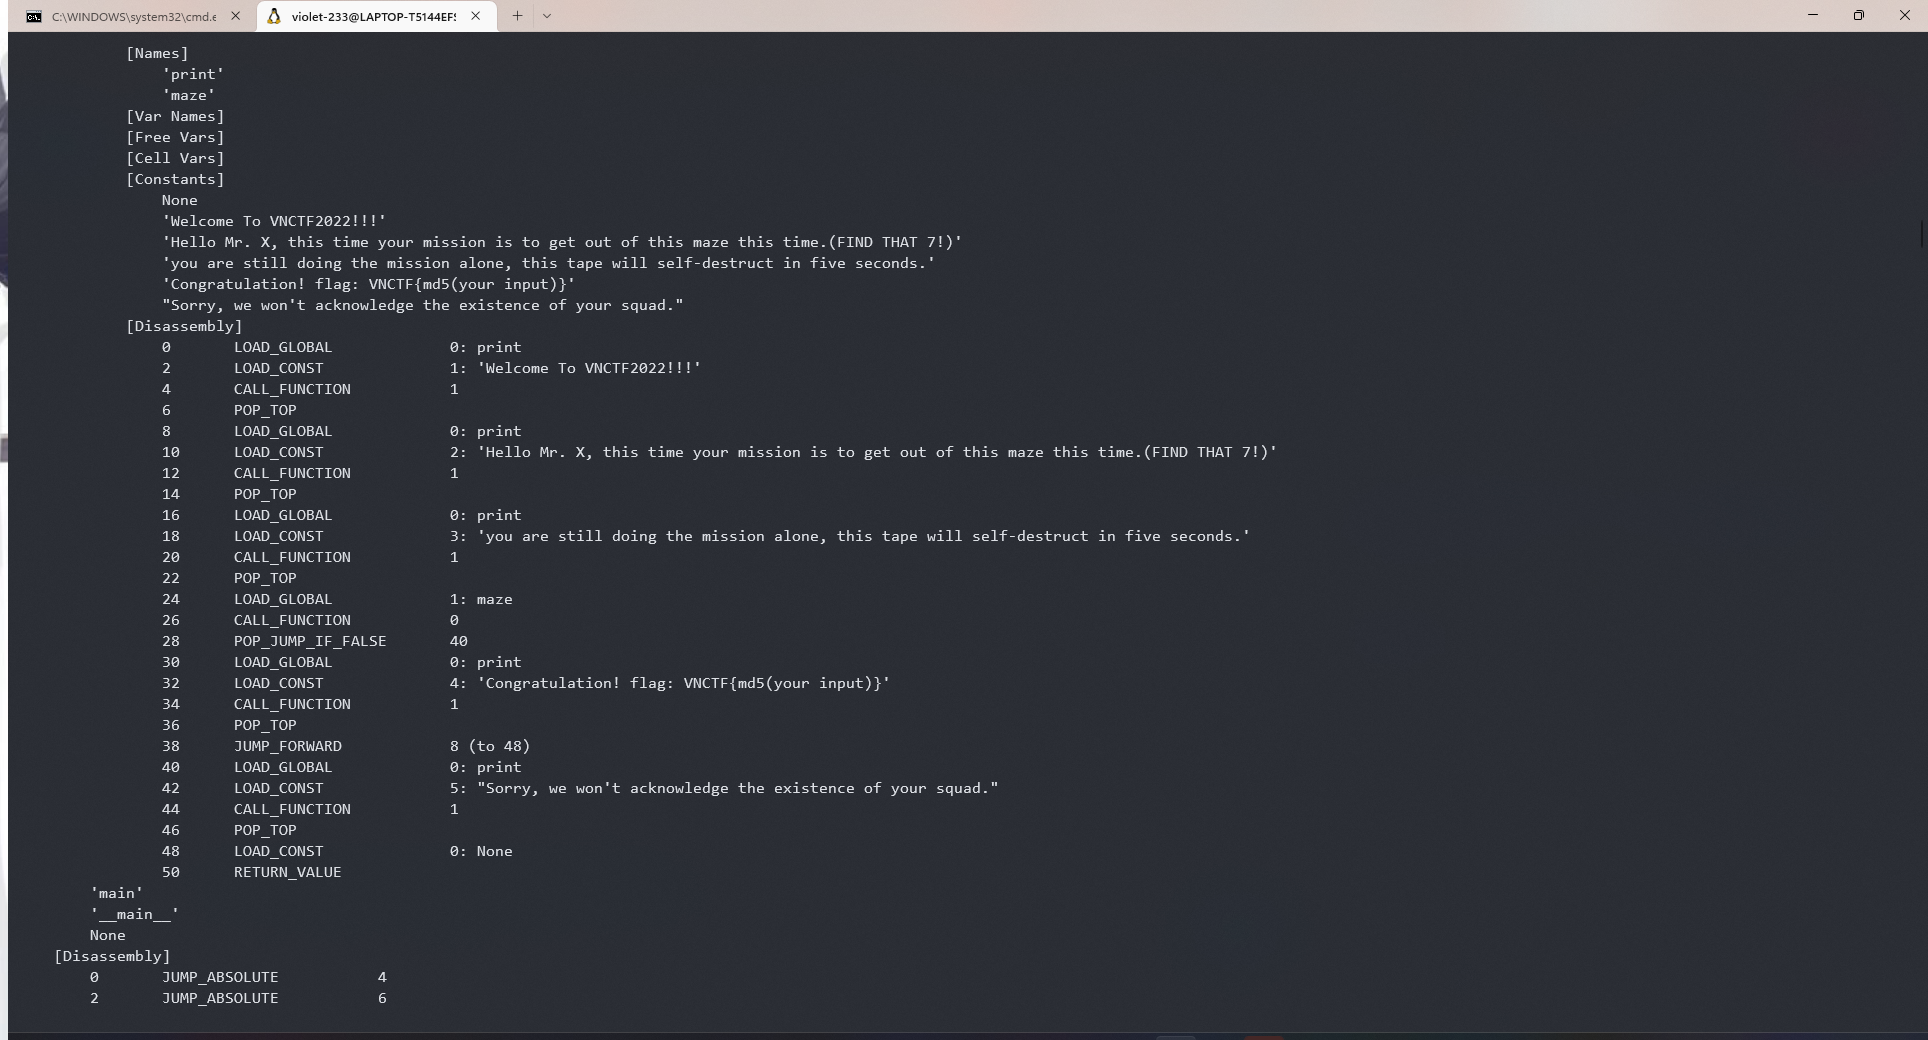 C:\WINDOWS\system32\cmd.e
violet-233@LAPTOP-T5144EF!
[Names]
'print'
'maze'
[Var Names]
[Free Vars]
[Cell Vars]
[Constants]
None
'Welcome To VNCTF2022!!!'
'Hello Mr. X, this time your mission is to get out of this maze this time.(FIND THAT 7!)'
'you are still doing the mission alone, this tape will self-destruct in five seconds.'
'Congratulation! flag: VNCTF{md5(your input)}'
"Sorry, we won't acknowledge the existence of your squad."
[Disassembly]
0 LOAD_GLOBAL 0: print
2 LOAD_CONST 1: 'Welcome To VNCTF2022!!!'
4 CALL_FUNCTION 1
6 POP_TOP
8 LOAD_GLOBAL 0: print
10 LOAD_CONST 2: 'Hello Mr. X, this time your mission is to get out of this maze this time.(FIND THAT 7!)'
12 CALL_FUNCTION 1
14 POP_TOP
16 LOAD_GLOBAL 0: print
18 LOAD_CONST 3: 'you are still doing the mission alone, this tape will self-destruct in five seconds.'
20 CALL_FUNCTION 1
22 POP_TOP
24 LOAD_GLOBAL 1: maze
26 CALL_FUNCTION 0
28 POP_JUMP_IF_FALSE 40
30 LOAD_GLOBAL 0: print
32 LOAD_CONST 4: 'Congratulation! flag: VNCTF{md5(your input)}'
34 CALL_FUNCTION 1
36 POP_TOP
38 JUMP_FORWARD 8 (to 48)
40 LOAD_GLOBAL 0: print
42 LOAD_CONST 5: "Sorry, we won't acknowledge the existence of your squad."
44 CALL_FUNCTION 1
46 POP_TOP
48 LOAD_CONST 0: None
50 RETURN_VALUE
'main'
'__main__'
None
[Disassembly]
0 JUMP_ABSOLUTE 4
2 JUMP_ABSOLUTE 6